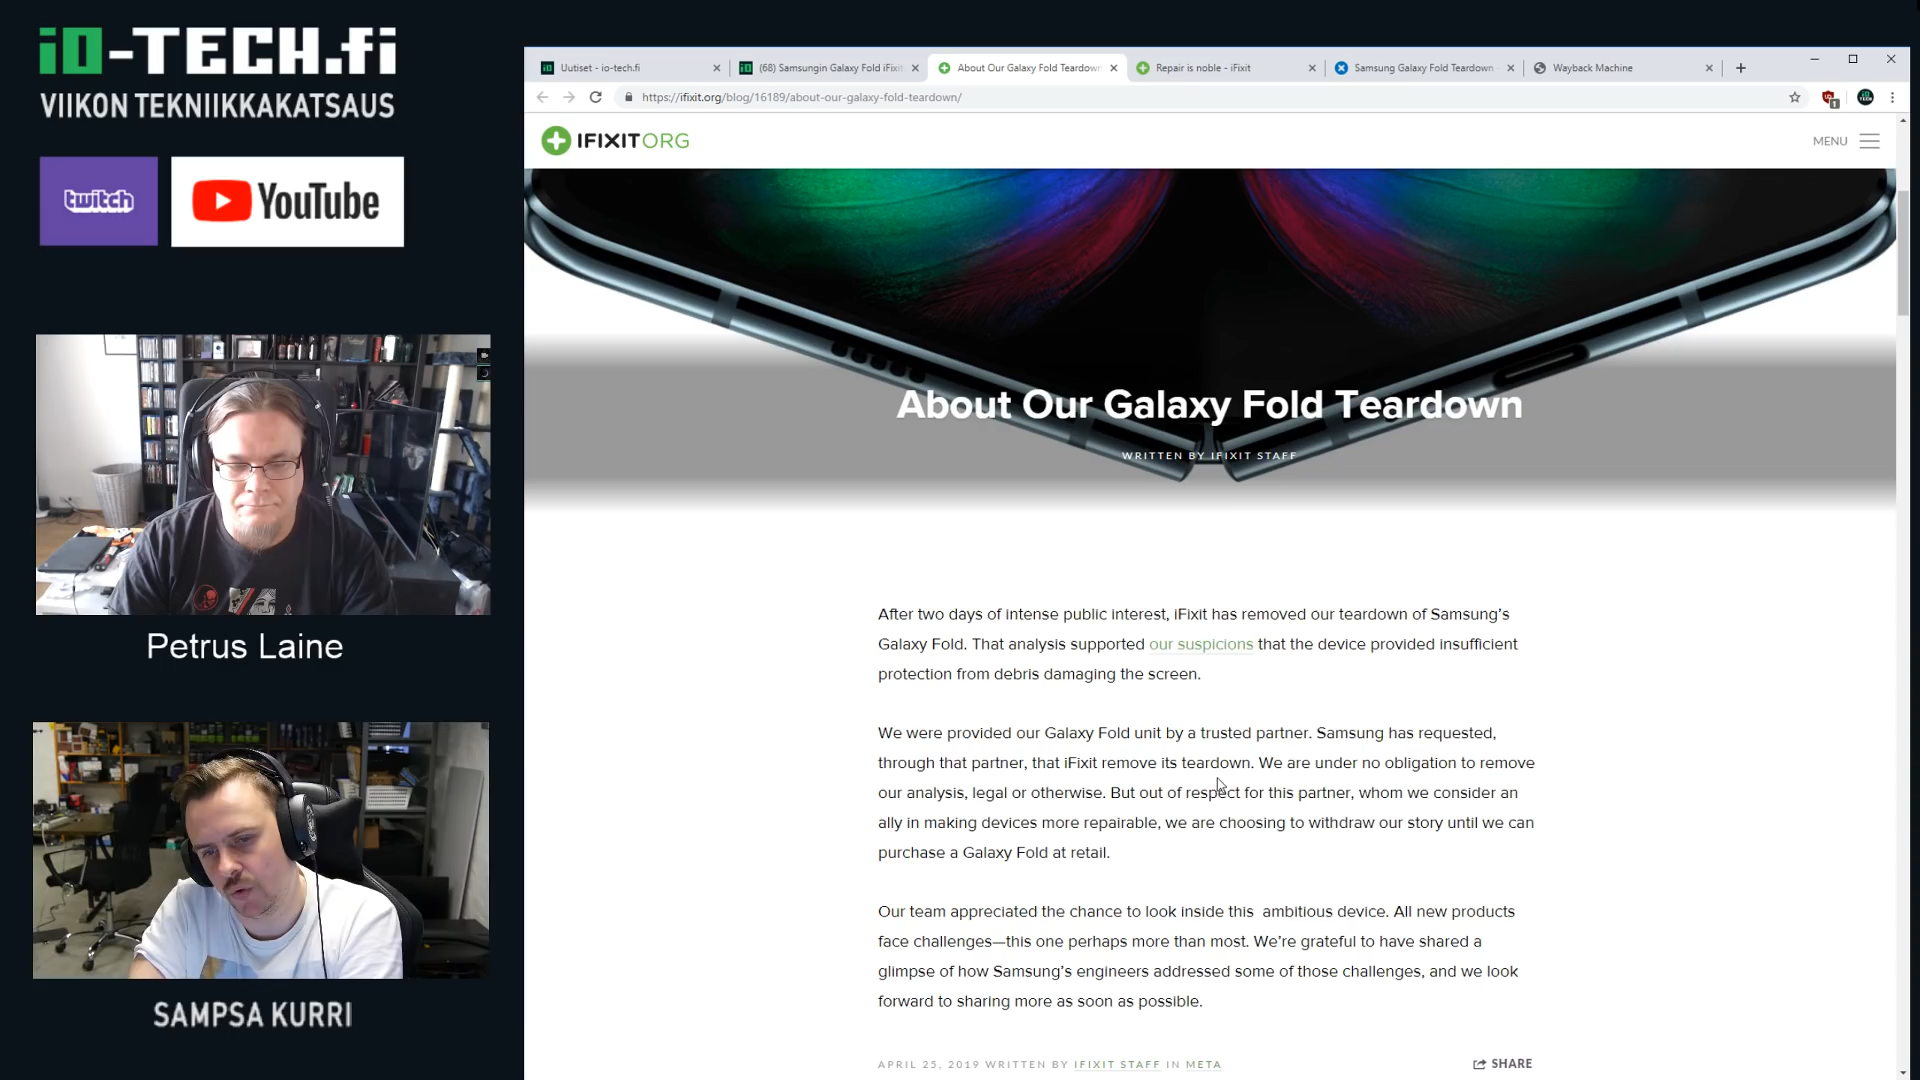 io-TECH.fi
VIIKON TEKNIIKKAKATSAUS
twitch
YouTube
Petrus Laine
SAMPSA KURRI
Uutiset - io-tech.fi
(68) Samsungin Galaxy Fold iFixit
About Our Galaxy Fold Teardown
Repair is noble - iFixit
Samsung Galaxy Fold Teardown
Wayback Machine
https://ifixit.org/blog/16189/about-our-galaxy-fold-teardown/
IFIXITORG
MENU
About Our Galaxy Fold Teardown
WRITTEN BY IFIXIT STAFF
After two days of intense public interest, iFixit has removed our teardown of Samsung’s
Galaxy Fold. That analysis supported our suspicions that the device provided insufficient
protection from debris damaging the screen.
We were provided our Galaxy Fold unit by a trusted partner. Samsung has requested,
through that partner, that iFixit remove its teardown. We are under no obligation to remove
our analysis, legal or otherwise. But out of respect for this partner, whom we consider an
ally in making devices more repairable, we are choosing to withdraw our story until we can
purchase a Galaxy Fold at retail.
Our team appreciated the chance to look inside this ambitious device. All new products
face challenges—this one perhaps more than most. We’re grateful to have shared a
glimpse of how Samsung’s engineers addressed some of those challenges, and we look
forward to sharing more as soon as possible.
APRIL 25, 2019 WRITTEN BY IFIXIT STAFF IN META
SHARE